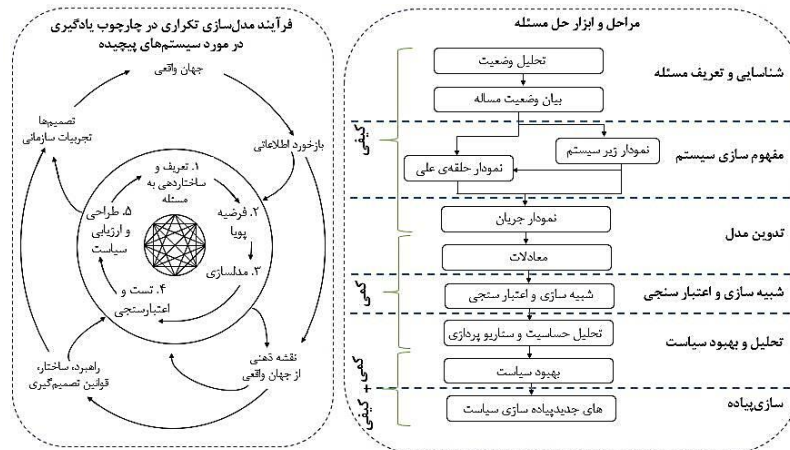 مراحل و ابزار حل مسئله
شناسایی و تعریف مسئله
تحلیل وضعیت
بیان وضعیت مساله
کیفی
مفهوم سازی سیستم
نمودار زیر سیستم
نمودار حلقه‌ی علی
تدوین مدل
نمودار جریان
معادلات
کمی
شبیه سازی و اعتبار سنجی
شبیه سازی و اعتبار سنجی
تحلیل و بهبود سیاست
تحلیل حساسیت و سناریو پردازی
بهبود سیاست
کیفی + کمی
سازی‌پیاده
های جدیدپیاده سازی سیاست
فرآیند مدل‌سازی تکراری در چارچوب یادگیری
در مورد سیستم‌های پیچیده
جهان واقعی
تصمیم‌ها
تجربیات سازمانی
بازخورد اطلاعاتی
۱. تعریف و
ساختاردهی به
مسئله
۲. فرضیه
پویا
۳. مدلسازی
۴. تست و
اعتبارسنجی
۵. طراحی
و ارزیابی
سیاست
نقشه ذهنی
از جهان واقعی
راهبرد، ساختار،
قوانین تصمیم‌گیری